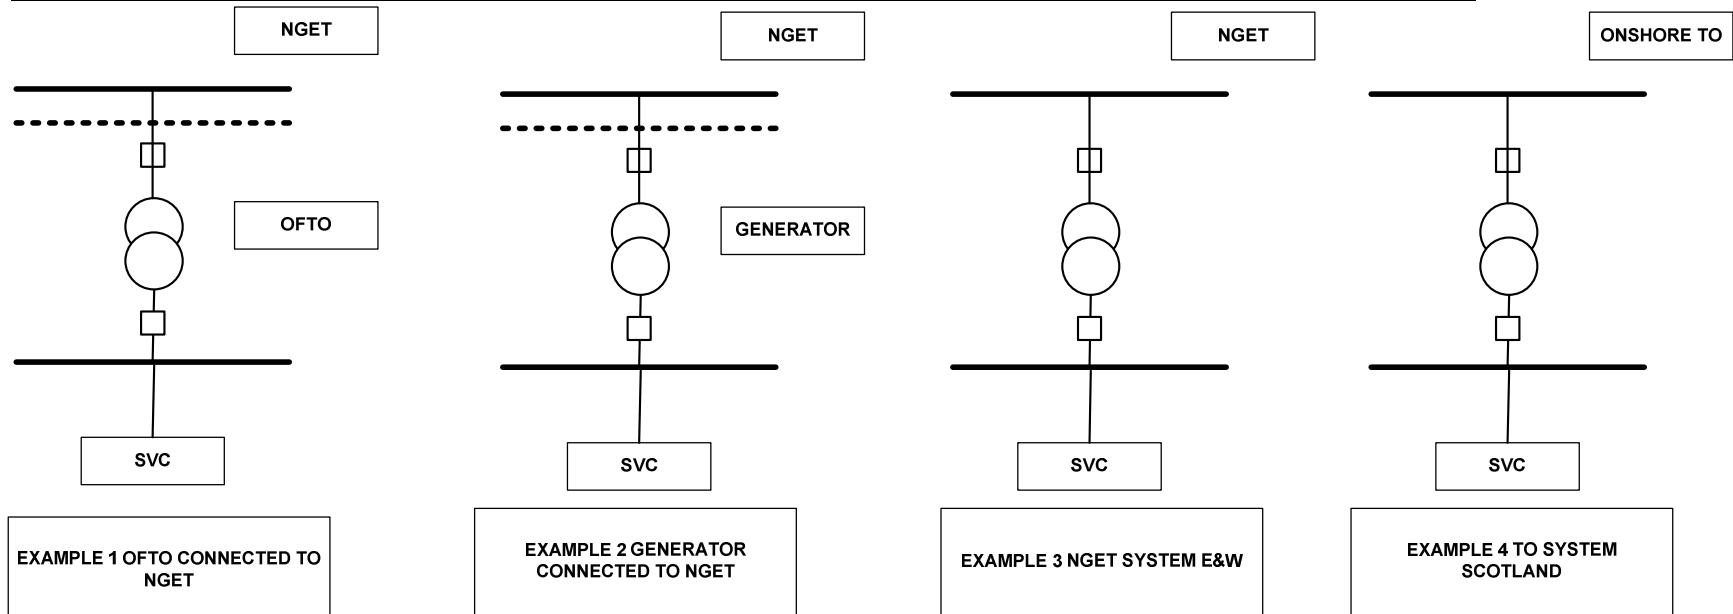 NGET
NGET
NGET
ONSHORE TO
OFTO
GENERATOR
SVC
SVC
SVC
SVC
EXAMPLE 1 OFTO CONNECTED TO
NGET
EXAMPLE 2 GENERATOR
CONNECTED TO NGET
EXAMPLE 3 NGET SYSTEM E&W
EXAMPLE 4 TO SYSTEM
SCOTLAND